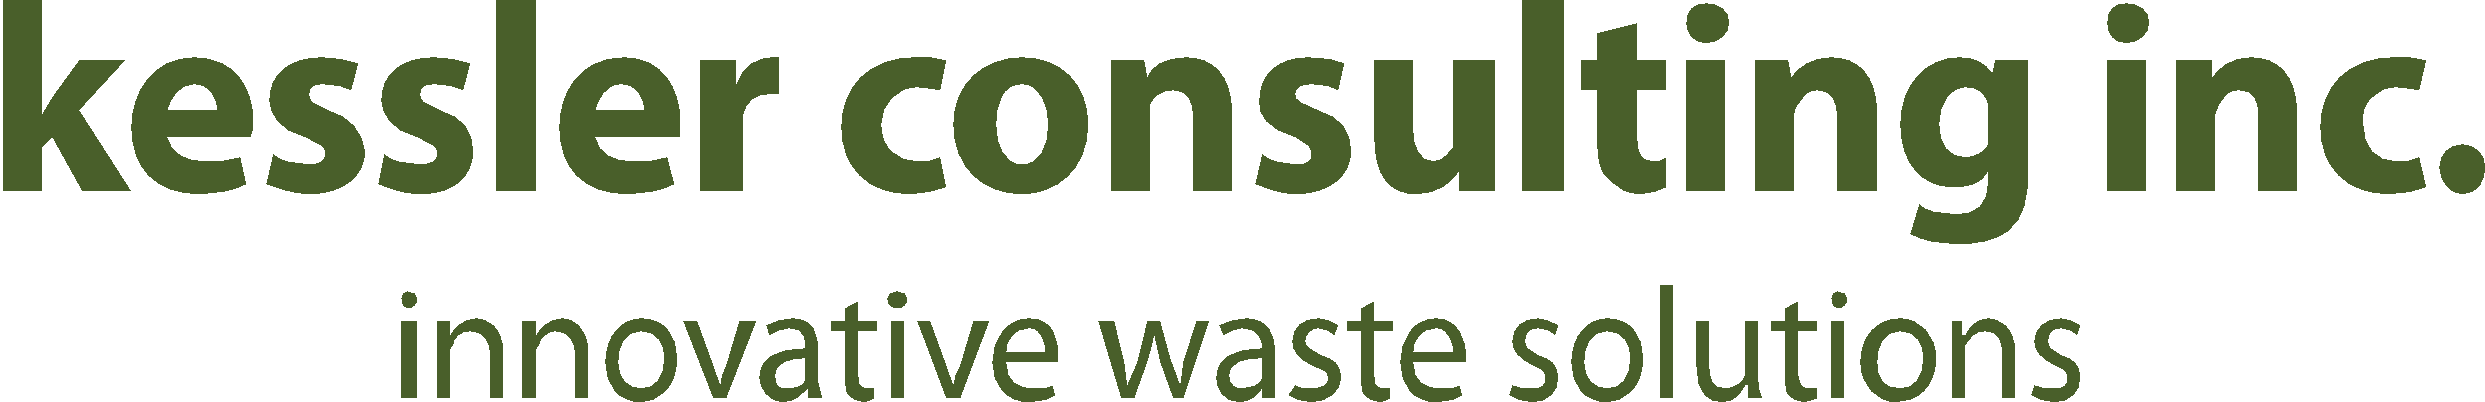 kessler consulting inc.
innovative waste solutions